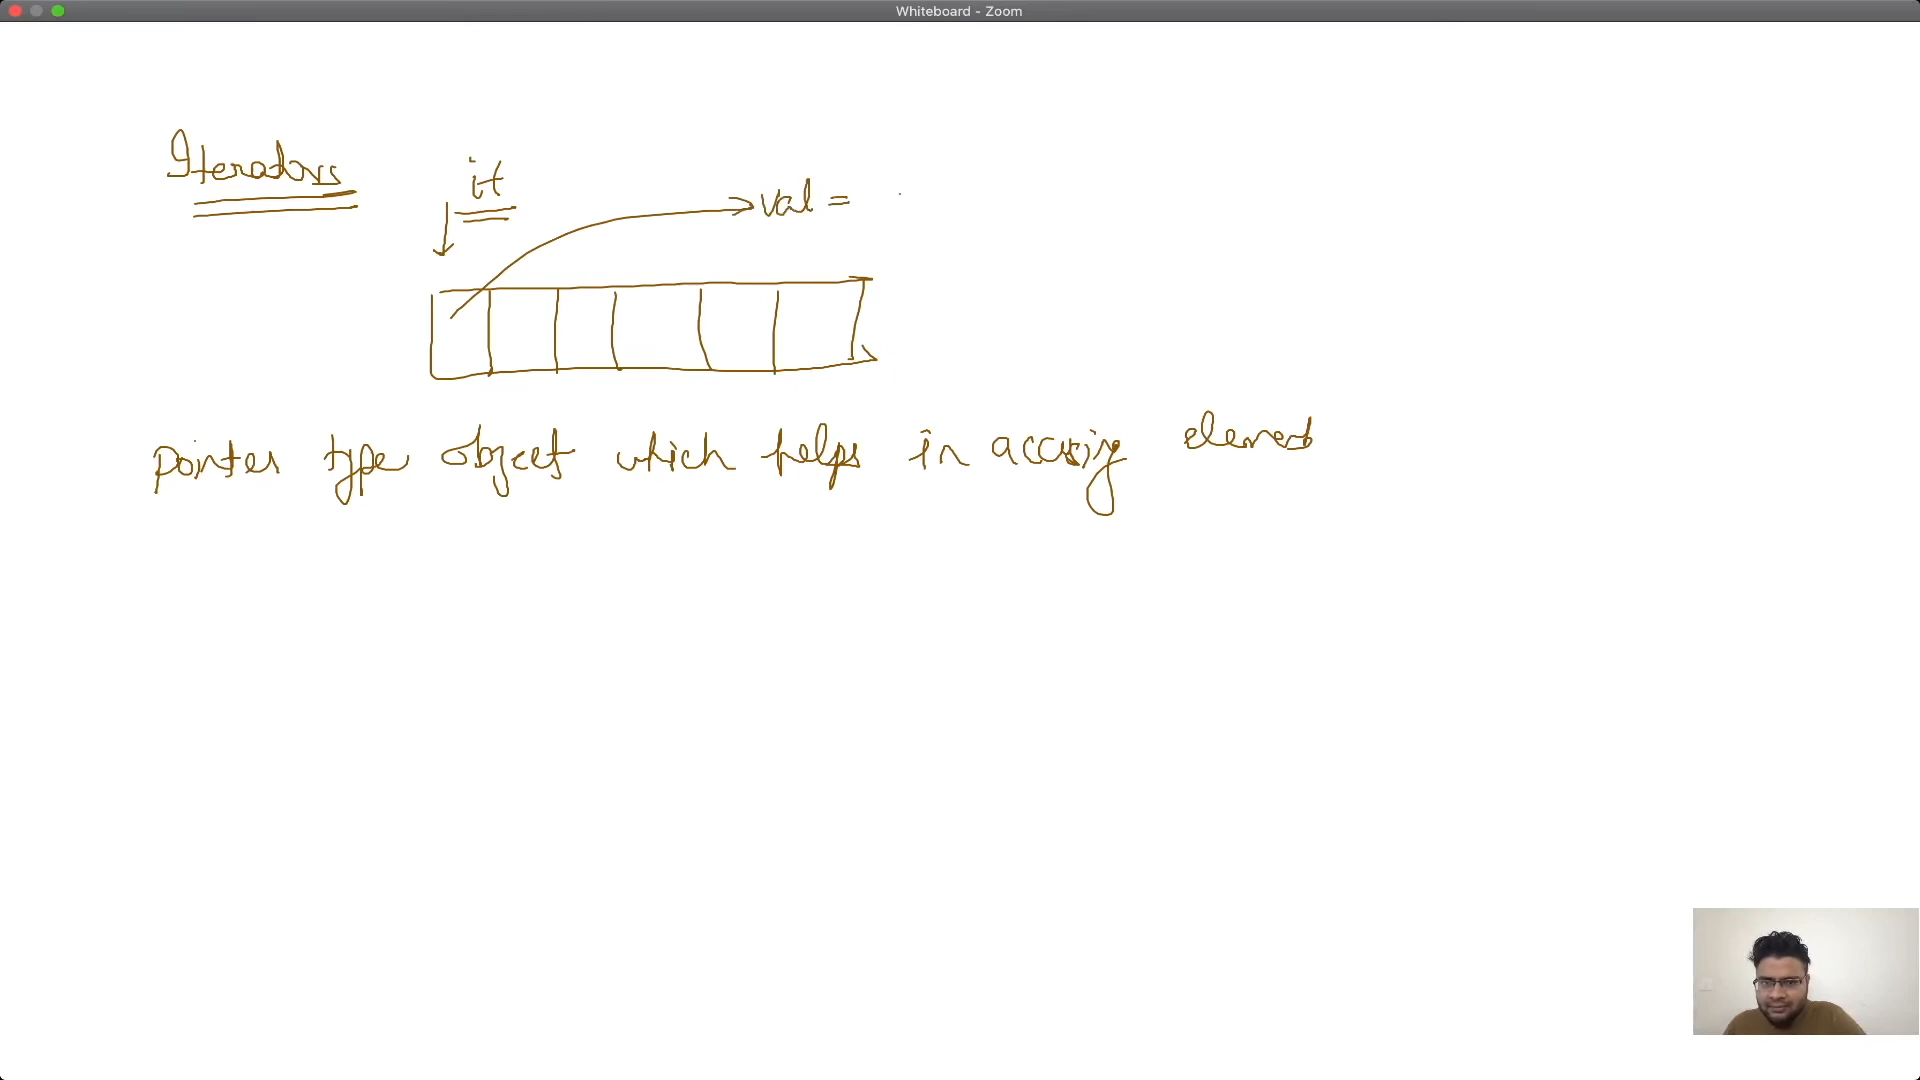 Whiteboard - Zoom
Iterators
it
val =
pointer type object which helps in accessing element